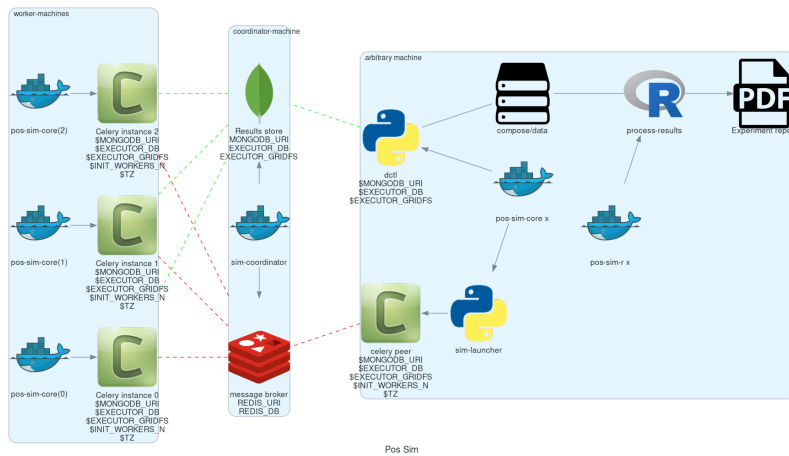 worker-machines
coordinator-machine
arbitrary machine
pos-sim-core(2)
Celery instance 2
$MONGODB_URI
$EXECUTOR_DB
$EXECUTOR_GRIDFS
$INIT_WORKERS_N
$TZ
pos-sim-core(1)
Celery instance 1
$MONGODB_URI
$EXECUTOR_DB
$EXECUTOR_GRIDFS
$INIT_WORKERS_N
$TZ
pos-sim-core(0)
Celery instance 0
$MONGODB_URI
$EXECUTOR_DB
$EXECUTOR_GRIDFS
$INIT_WORKERS_N
$TZ
Results store
MONGODB_URI
EXECUTOR_DB
EXECUTOR_GRIDFS
sim-coordinator
message broker
REDIS_URI
REDIS_DB
dctl
$MONGODB_URI
$EXECUTOR_DB
$EXECUTOR_GRIDFS
compose/data
R
process-results
PDF
Experiment repo
pos-sim-core x
pos-sim-r x
celery peer
$MONGODB_URI
$EXECUTOR_DB
$EXECUTOR_GRIDFS
$INIT_WORKERS_N
$TZ
sim-launcher
Pos Sim